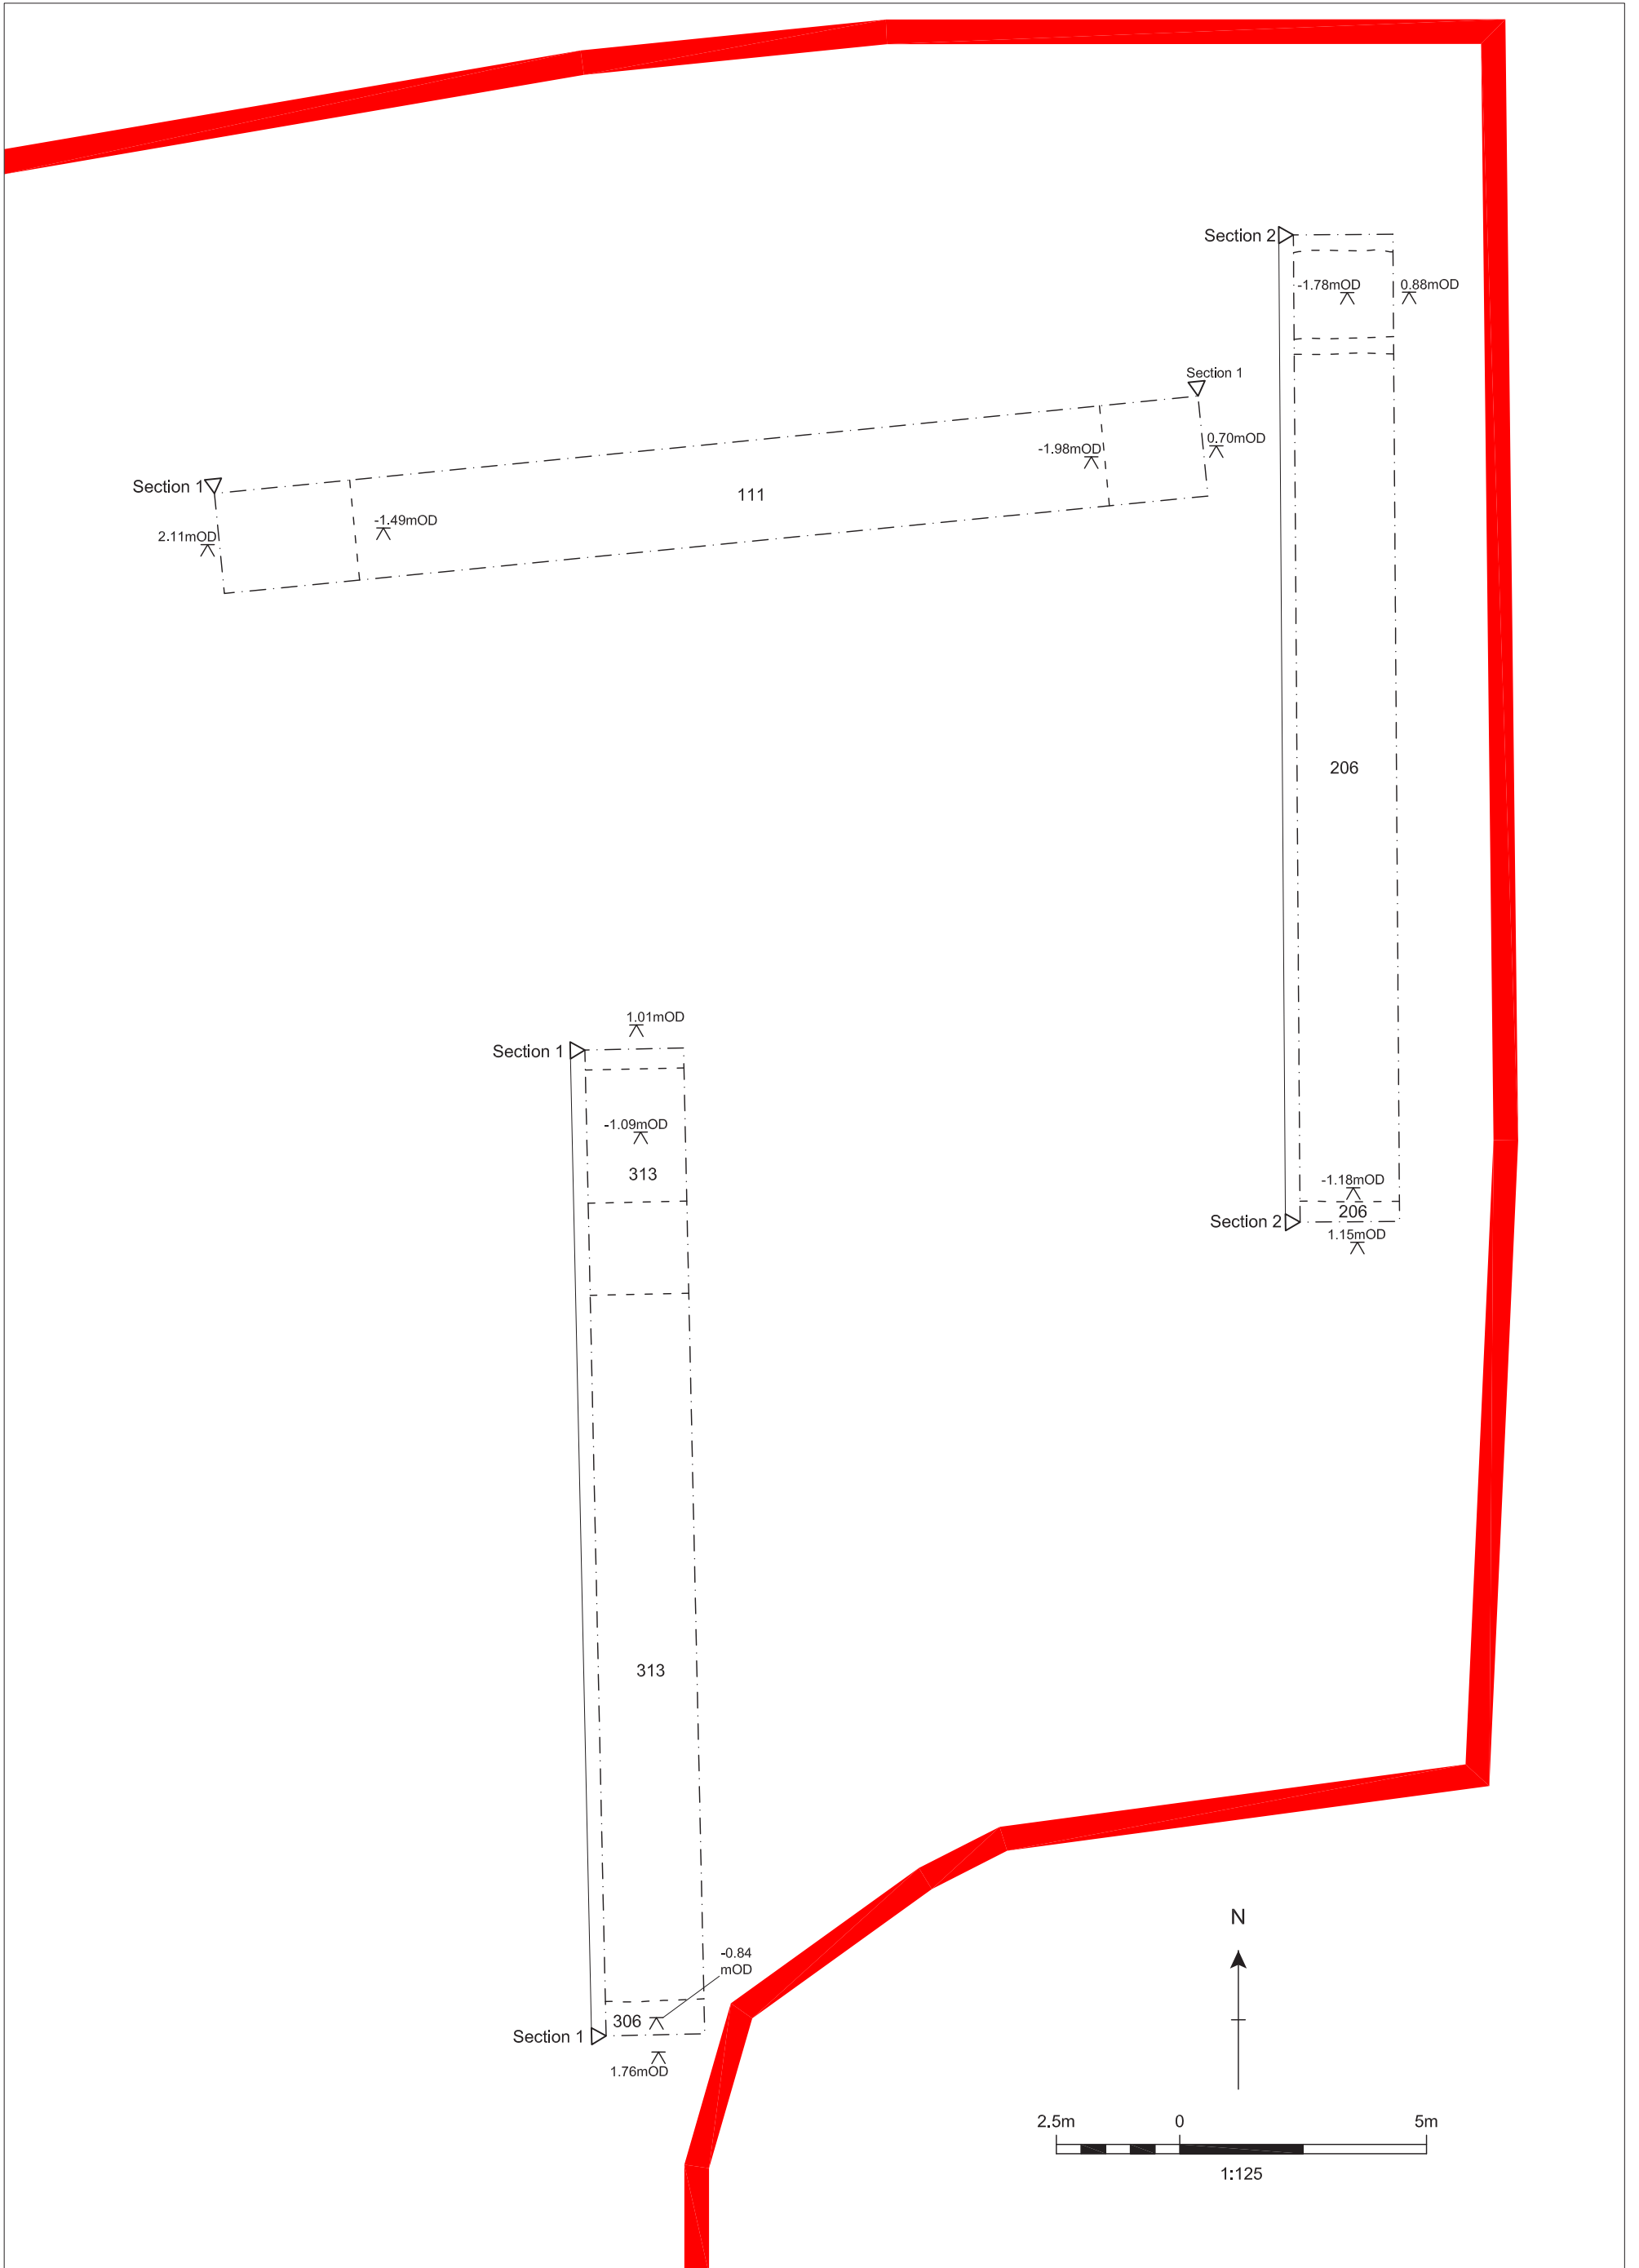 Section 2
-1.78mOD
0.88mOD
Section 1
0.70mOD
-1.98mOD
Section 1
111
-1.49mOD
2.11mOD
206
1.01mOD
Section 1
-1.09mOD
313
-1.18mOD
206
Section 2
1.15mOD
313
N
-0.84
mOD
306
Section 1
1.76mOD
2.5m
0
5m
1:125